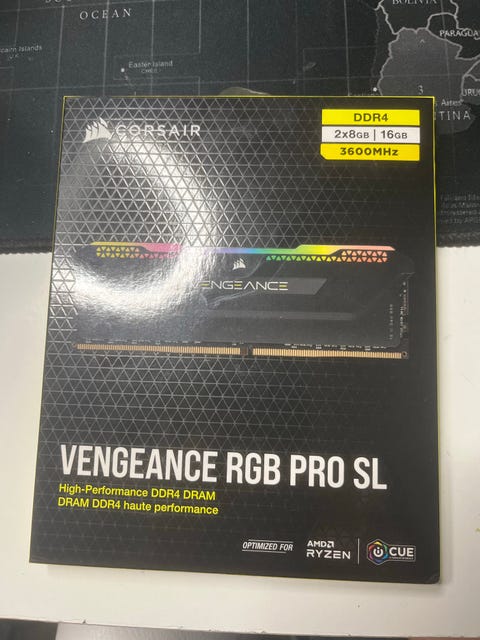 OCEAN
BOLIVIA
PARAGUA
Easter Island
CORSAIR
DDR4
2x8GB | 16GB
3600MHz
VENGEANCE
VENGEANCE RGB PRO SL
High-Performance DDR4 DRAM
DRAM DDR4 haute performance
OPTIMIZED FOR
AMD
RYZEN
iCUE